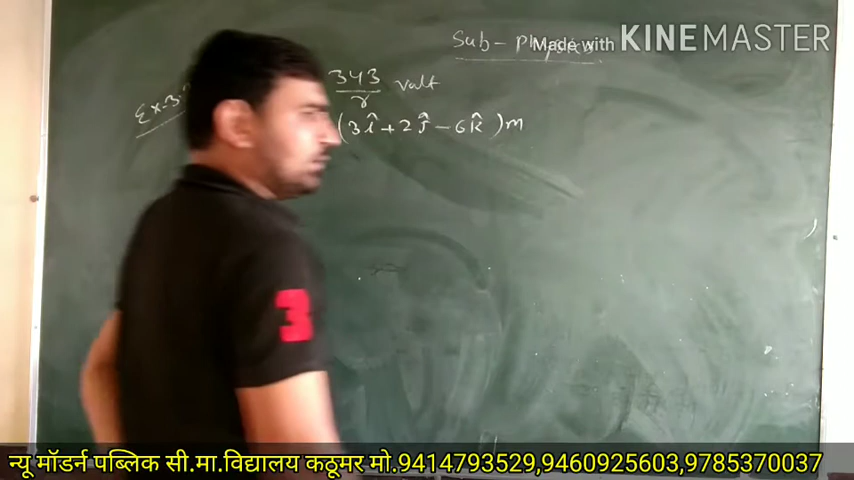 Sub - Physics
Made with KINEMASTER
Ex-3.
343/r volt
(3î + 2ĵ - 6k̂)m
3
न्यू मॉडर्न पब्लिक सी.मा.विद्यालय कठूमर मो.9414793529,9460925603,9785370037